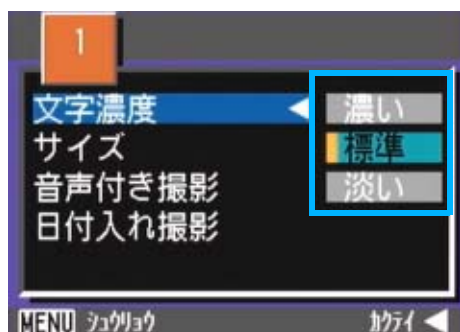 1
文字濃度 ◀ 濃い
サイズ 標準
音声付き撮影 淡い
日付入れ撮影
MENU シュウリョウ カクテイ ◀